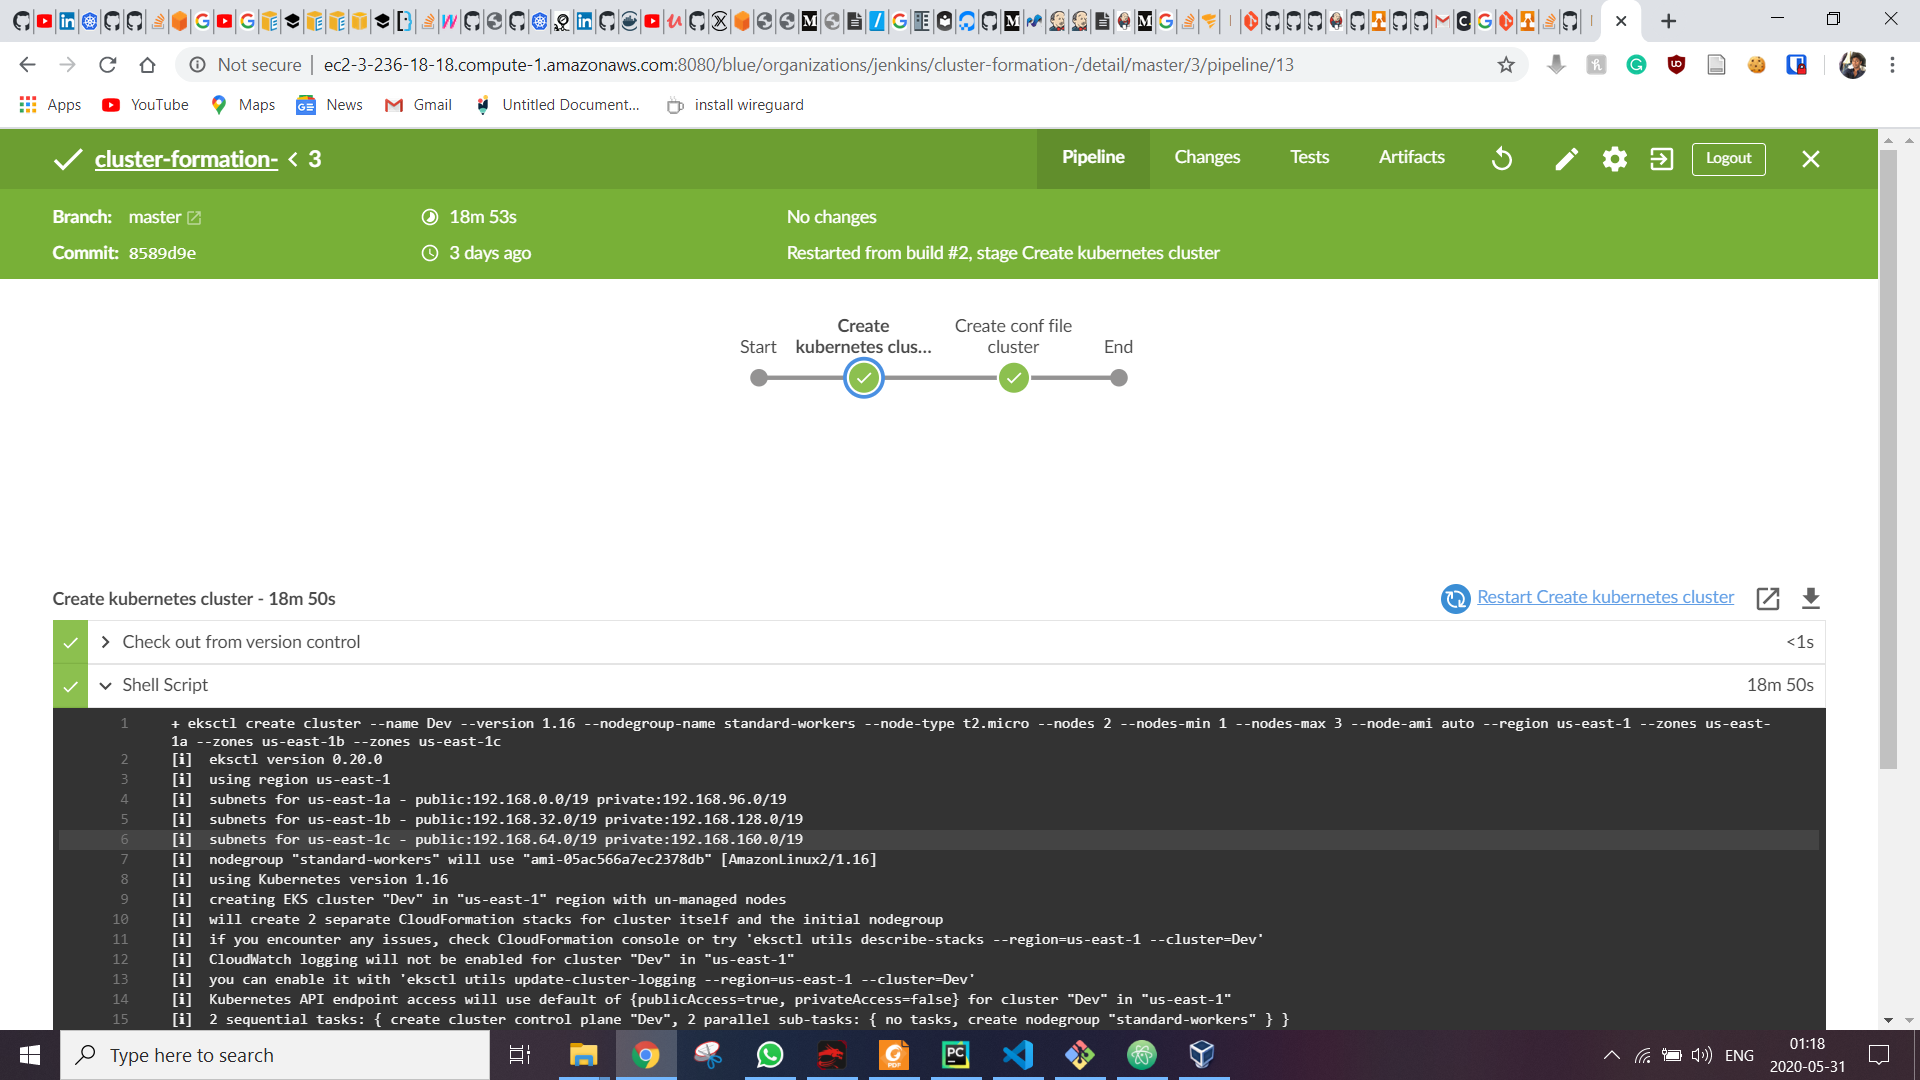 Not secure | ec2-3-236-18-18.compute-1.amazonaws.com:8080/blue/organizations/jenkins/cluster-formation-/detail/master/3/pipeline/13
Apps YouTube Maps News Gmail Untitled Document... install wireguard
cluster-formation- < 3 Pipeline Changes Tests Artifacts Logout
Branch: master 18m 53s No changes
Commit: 8589d9e 3 days ago Restarted from build #2, stage Create kubernetes cluster
Start Create kubernetes clus... Create conf file cluster End
Create kubernetes cluster - 18m 50s Restart Create kubernetes cluster
Check out from version control <1s
Shell Script 18m 50s
1 + eksctl create cluster --name Dev --version 1.16 --nodegroup-name standard-workers --node-type t2.micro --nodes 2 --nodes-min 1 --nodes-max 3 --node-ami auto --region us-east-1 --zones us-east-
1a --zones us-east-1b --zones us-east-1c
2 [ℹ] eksctl version 0.20.0
3 [ℹ] using region us-east-1
4 [ℹ] subnets for us-east-1a - public:192.168.0.0/19 private:192.168.96.0/19
5 [ℹ] subnets for us-east-1b - public:192.168.32.0/19 private:192.168.128.0/19
6 [ℹ] subnets for us-east-1c - public:192.168.64.0/19 private:192.168.160.0/19
7 [ℹ] nodegroup "standard-workers" will use "ami-05ac566a7ec2378db" [AmazonLinux2/1.16]
8 [ℹ] using Kubernetes version 1.16
9 [ℹ] creating EKS cluster "Dev" in "us-east-1" region with un-managed nodes
10 [ℹ] will create 2 separate CloudFormation stacks for cluster itself and the initial nodegroup
11 [ℹ] if you encounter any issues, check CloudFormation console or try 'eksctl utils describe-stacks --region=us-east-1 --cluster=Dev'
12 [ℹ] CloudWatch logging will not be enabled for cluster "Dev" in "us-east-1"
13 [ℹ] you can enable it with 'eksctl utils update-cluster-logging --region=us-east-1 --cluster=Dev'
14 [ℹ] Kubernetes API endpoint access will use default of {publicAccess=true, privateAccess=false} for cluster "Dev" in "us-east-1"
15 [ℹ] 2 sequential tasks: { create cluster control plane "Dev", 2 parallel sub-tasks: { no tasks, create nodegroup "standard-workers" } }
Type here to search ENG 01:18
2020-05-31